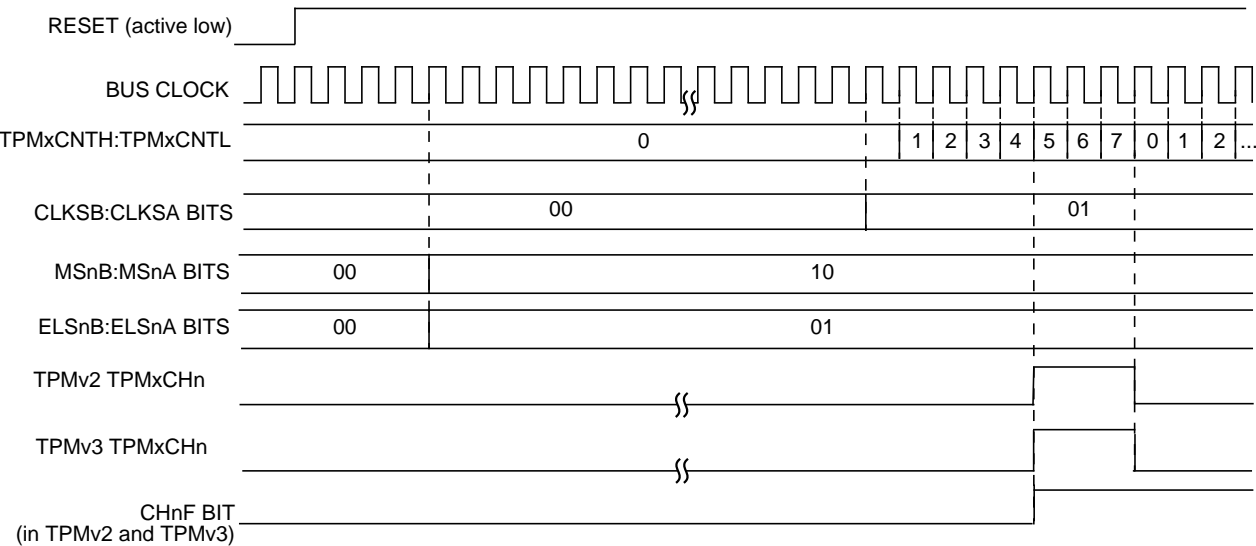 RESET (active low)
BUS CLOCK
TPMxCNTH:TPMxCNTL 0 1 2 3 4 5 6 7 0 1 2 ...
CLKSB:CLKSA BITS 00 01
MSnB:MSnA BITS 00 10
ELSnB:ELSnA BITS 00 01
TPMv2 TPMxCHn
TPMv3 TPMxCHn
CHnF BIT
(in TPMv2 and TPMv3)